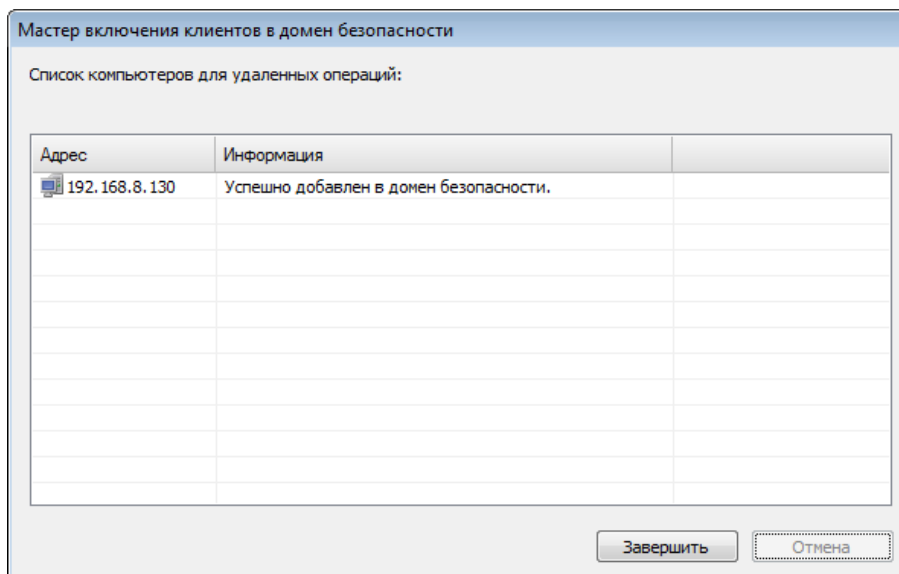 Мастер включения клиентов в домен безопасности
Список компьютеров для удаленных операций:
Адрес Информация
192.168.8.130 Успешно добавлен в домен безопасности.
Завершить Отмена